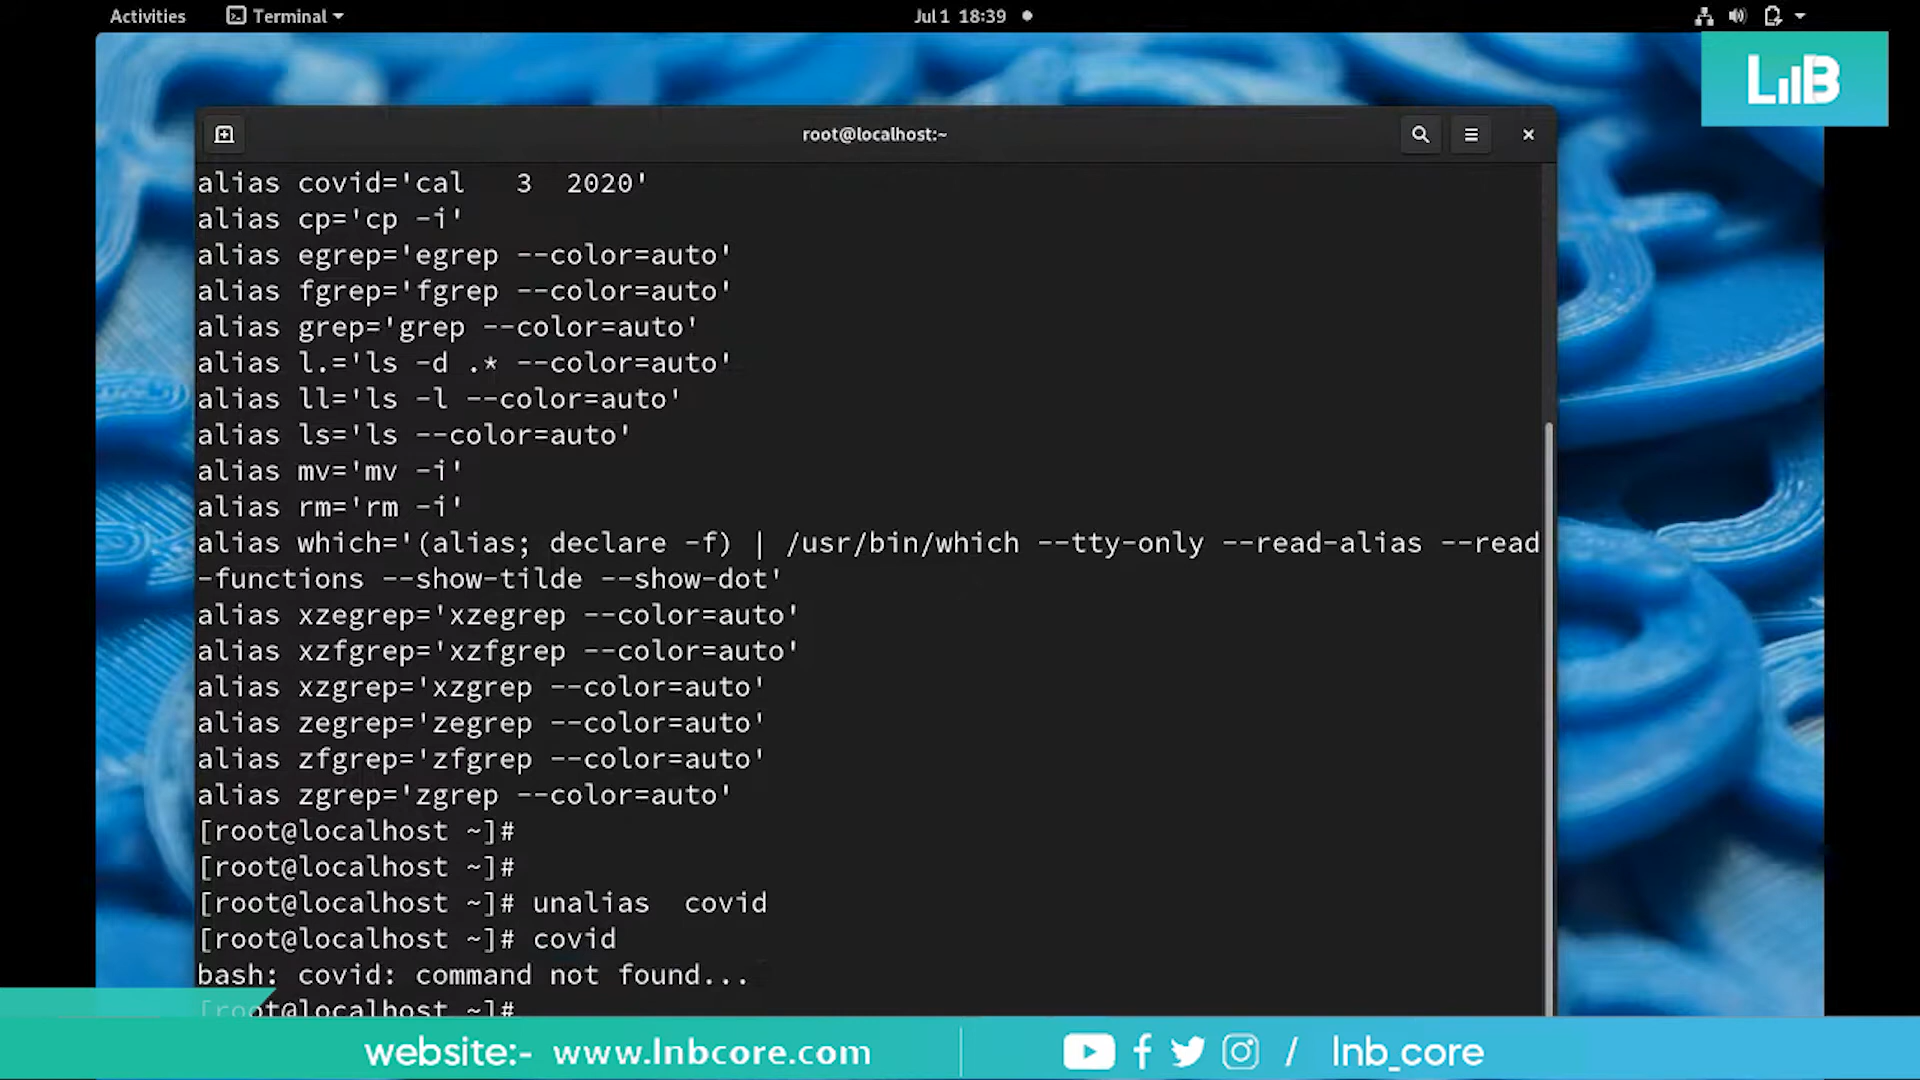 Activities Terminal Jul 1 18:39
LB
root@localhost:~
alias covid='cal   3  2020'
alias cp='cp -i'
alias egrep='egrep --color=auto'
alias fgrep='fgrep --color=auto'
alias grep='grep --color=auto'
alias l.='ls -d .* --color=auto'
alias ll='ls -l --color=auto'
alias ls='ls --color=auto'
alias mv='mv -i'
alias rm='rm -i'
alias which='(alias; declare -f) | /usr/bin/which --tty-only --read-alias --read
-functions --show-tilde --show-dot'
alias xzegrep='xzegrep --color=auto'
alias xzfgrep='xzfgrep --color=auto'
alias xzgrep='xzgrep --color=auto'
alias zegrep='zegrep --color=auto'
alias zfgrep='zfgrep --color=auto'
alias zgrep='zgrep --color=auto'
[root@localhost ~]#
[root@localhost ~]#
[root@localhost ~]# unalias  covid
[root@localhost ~]# covid
bash: covid: command not found...
[root@localhost ~]#
website:- www.lnbcore.com / lnb_core